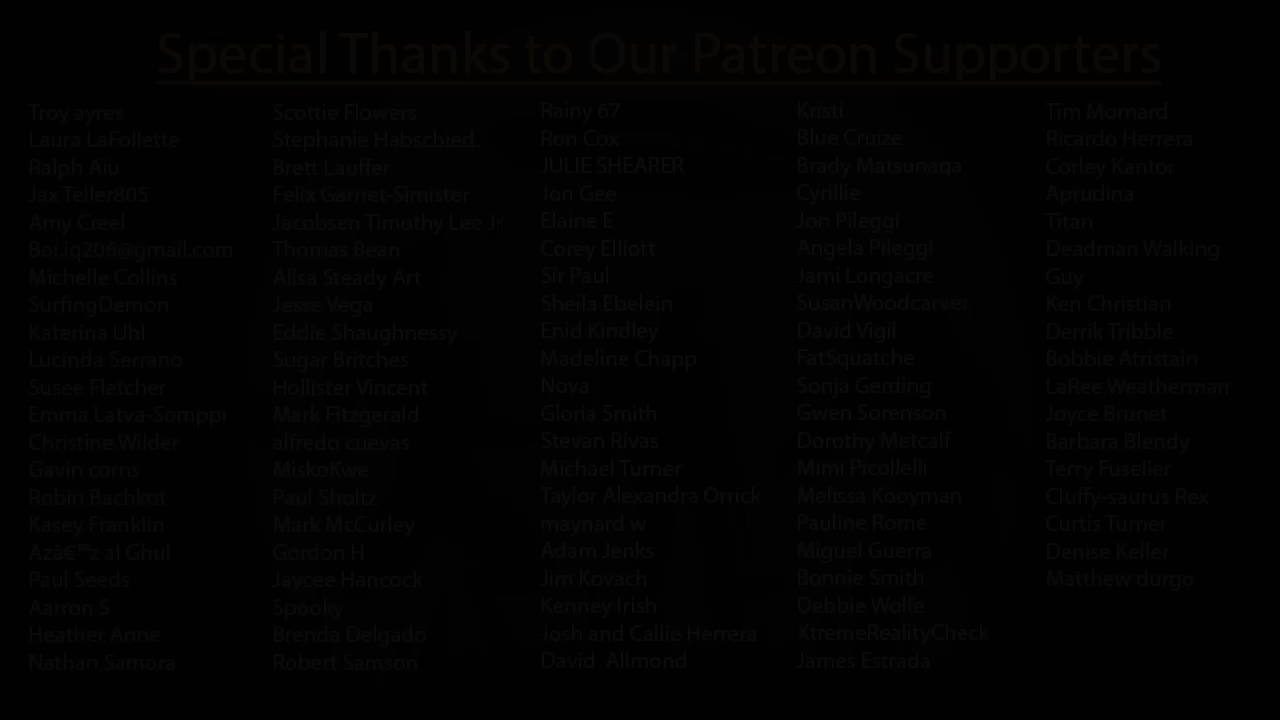 Special Thanks to Our Patreon Supporters
Troy ayres
Laura LaFollette
Ralph Aiu
Jax Teller805
Amy Creel
Boi.iq206@gmail.com
Michelle Collins
SurfingDemon
Katerina Uhl
Lucinda Serrano
Susee Fletcher
Emma Latva-Somppi
Christine Wilder
Gavin corns
Robin Bachkot
Kasey Franklin
Azâ€™z al Ghul
Paul Seeds
Aarron S
Heather Anne
Nathan Samora
Scottie Flowers
Stephanie Habschied
Brett Lauffer
Felix Garnet-Simister
Jacobsen Timothy Lee Jr
Thomas Bean
Alisa Steady Art
Jesse Vega
Eddie Shaughnessy
Sugar Britches
Hollister Vincent
Mark Fitzgerald
alfredo cuevas
MiskoKwe
Paul Sholtz
Mark McCurley
Gordon H
Jaycee Hancock
Spooky
Brenda Delgado
Robert Samson
Rainy 67
Ron Cox
JULIE SHEARER
Jon Gee
Elaine E
Corey Elliott
Sir Paul
Sheila Ebelein
Enid Kindley
Madeline Chapp
Nova
Gloria Smith
Stevan Rivas
Michael Turner
Taylor Alexandra Orrick
maynard w
Adam Jenks
Jim Kovach
Kenney Irish
Josh and Callie Herrera
David Allmond
Kristi
Blue Cruize
Brady Matsunaga
Cyrillie
Jon Pileggi
Angela Pileggi
Jami Longacre
SusanWoodcarver
David Vigil
FatSquatche
Sonja Gerding
Gwen Sorenson
Dorothy Metcalf
Mimi Picollelli
Melissa Kooyman
Pauline Rome
Miguel Guerra
Bonnie Smith
Debbie Wolfe
XtremeRealityCheck
James Estrada
Tim Mornard
Ricardo Herrera
Corley Kantor
Aprudina
Titan
Deadman Walking
Guy
Ken Christian
Derrik Tribble
Bobbie Atristain
LaRee Weatherman
Joyce Brunet
Barbara Blendy
Terry Fuselier
Cluffy-saurus Rex
Curtis Turner
Denise Keller
Matthew durgo